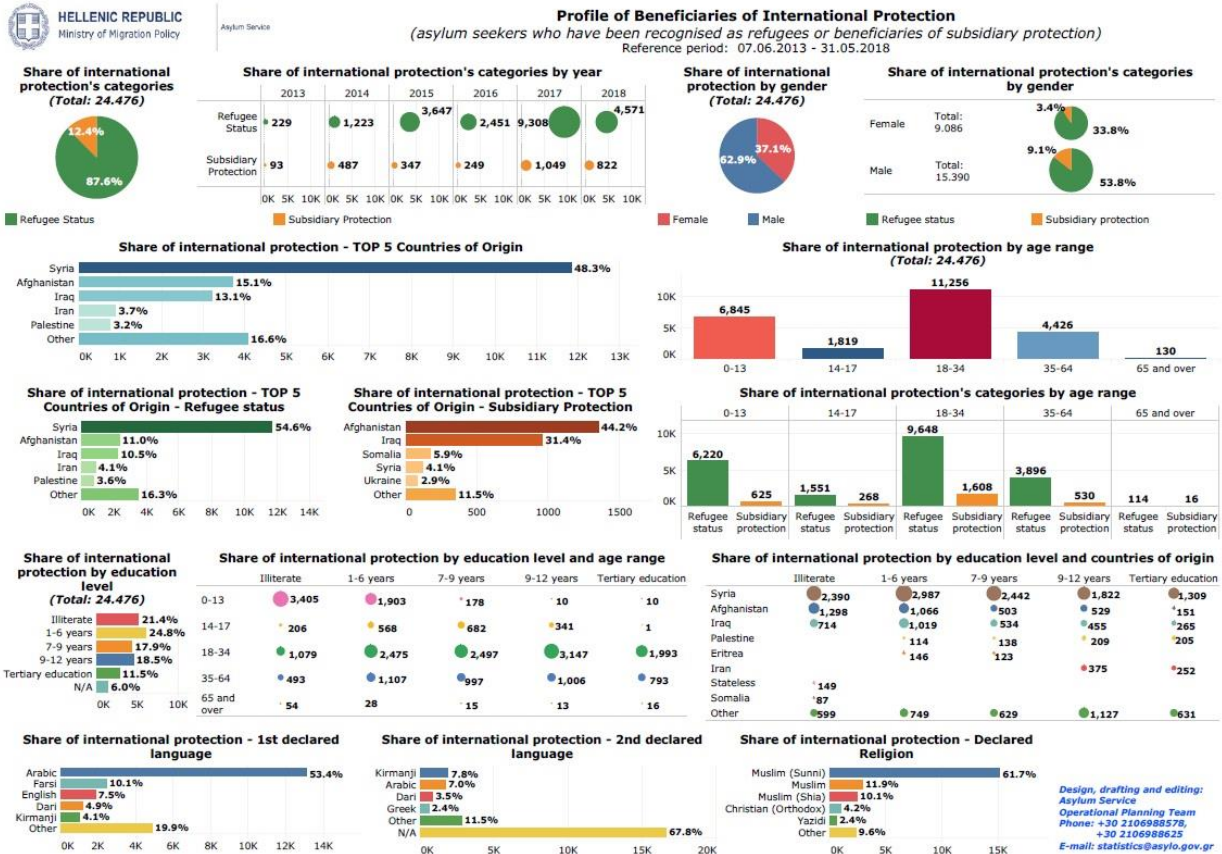 HELLENIC REPUBLIC
Ministry of Migration Policy
Asylum Service
Profile of Beneficiaries of International Protection
(asylum seekers who have been recognised as refugees or beneficiaries of subsidiary protection)
Reference period: 07.06.2013 - 31.05.2018
Share of international
protection's categories
(Total: 24.476)
12.4%
87.6%
Share of international protection's categories by year
2013 2014 2015 2016 2017 2018
Refugee
Status
229 1,223 3,647 2,451 9,308 4,571
Subsidiary
Protection
93 487 347 249 1,049 822
0K 5K 10K 0K 5K 10K 0K 5K 10K 0K 5K 10K 0K 5K 10K 0K 5K 10K
Refugee Status
Subsidiary Protection
Share of international
protection by gender
(Total: 24.476)
62.9%
37.1%
Female
Male
Share of international protection's categories
by gender
Female
Total:
9.086
3.4%
33.8%
Male
Total:
15.390
9.1%
53.8%
Refugee status
Subsidiary protection
Share of international protection - TOP 5 Countries of Origin
Syria 48.3%
Afghanistan 15.1%
Iraq 13.1%
Iran 3.7%
Palestine 3.2%
Other 16.6%
0K 1K 2K 3K 4K 5K 6K 7K 8K 9K 10K 11K 12K 13K
Share of international protection by age range
(Total: 24.476)
10K
5K
0K
6,845 1,819 11,256 4,426 130
0-13 14-17 18-34 35-64 65 and over
Share of international protection - TOP 5
Countries of Origin - Refugee status
Syria 54.6%
Afghanistan 11.0%
Iraq 10.5%
Iran 4.1%
Palestine 3.6%
Other 16.3%
0K 2K 4K 6K 8K 10K 12K 14K
Share of international protection - TOP 5
Countries of Origin - Subsidiary Protection
Afghanistan 44.2%
Iraq 31.4%
Somalia 5.9%
Syria 4.1%
Ukraine 2.9%
Other 11.5%
0 500 1000 1500
Share of international protection's categories by age range
0-13 14-17 18-34 35-64 65 and over
10K
5K
0K
6,220 625 1,551 268 9,648 1,608 3,896 530 114 16
Refugee Subsidiary Refugee Subsidiary Refugee Subsidiary Refugee Subsidiary Refugee Subsidiary
status protection status protection status protection status protection status protection
Share of international
protection by education
level
(Total: 24.476)
Illiterate 21.4%
1-6 years 24.8%
7-9 years 17.9%
9-12 years 18.5%
Tertiary education 11.5%
N/A 6.0%
0K 5K 10K
Share of international protection by education level and age range
Illiterate 1-6 years 7-9 years 9-12 years Tertiary education
0-13 3,405 1,903 178 10 10
14-17 206 568 682 341 1
18-34 1,079 2,475 2,497 3,147 1,993
35-64 493 1,107 997 1,006 793
65 and
over
54 28 15 13 16
Share of international protection by education level and countries of origin
Illiterate 1-6 years 7-9 years 9-12 years Tertiary education
Syria 2,390 2,987 2,442 1,822 1,309
Afghanistan 1,298 1,066 503 529 151
Iraq 714 1,019 534 455 265
Palestine 114 138 209 205
Eritrea 146 123
Iran 375 252
Stateless 149
Somalia 87
Other 599 749 629 1,127 631
Share of international protection - 1st declared
language
Arabic 53.4%
Farsi 10.1%
English 7.5%
Dari 4.9%
Kirmanji 4.1%
Other 19.9%
0K 2K 4K 6K 8K 10K 12K 14K
Share of international protection - 2nd declared
language
Kirmanji 7.8%
Arabic 7.0%
Dari 3.5%
Greek 2.4%
Other 11.5%
N/A 67.8%
0K 5K 10K 15K 20K
Share of international protection - Declared
Religion
Muslim (Sunni) 61.7%
Muslim 11.9%
Muslim (Shia) 10.1%
Christian (Orthodox) 4.2%
Yazidi 2.4%
Other 9.6%
0K 5K 10K 15K
Design, drafting and editing:
Asylum Service
Operational Planning Team
Phone: +30 2106988578,
+30 2106988625
E-mail: statistics@asylo.gov.gr